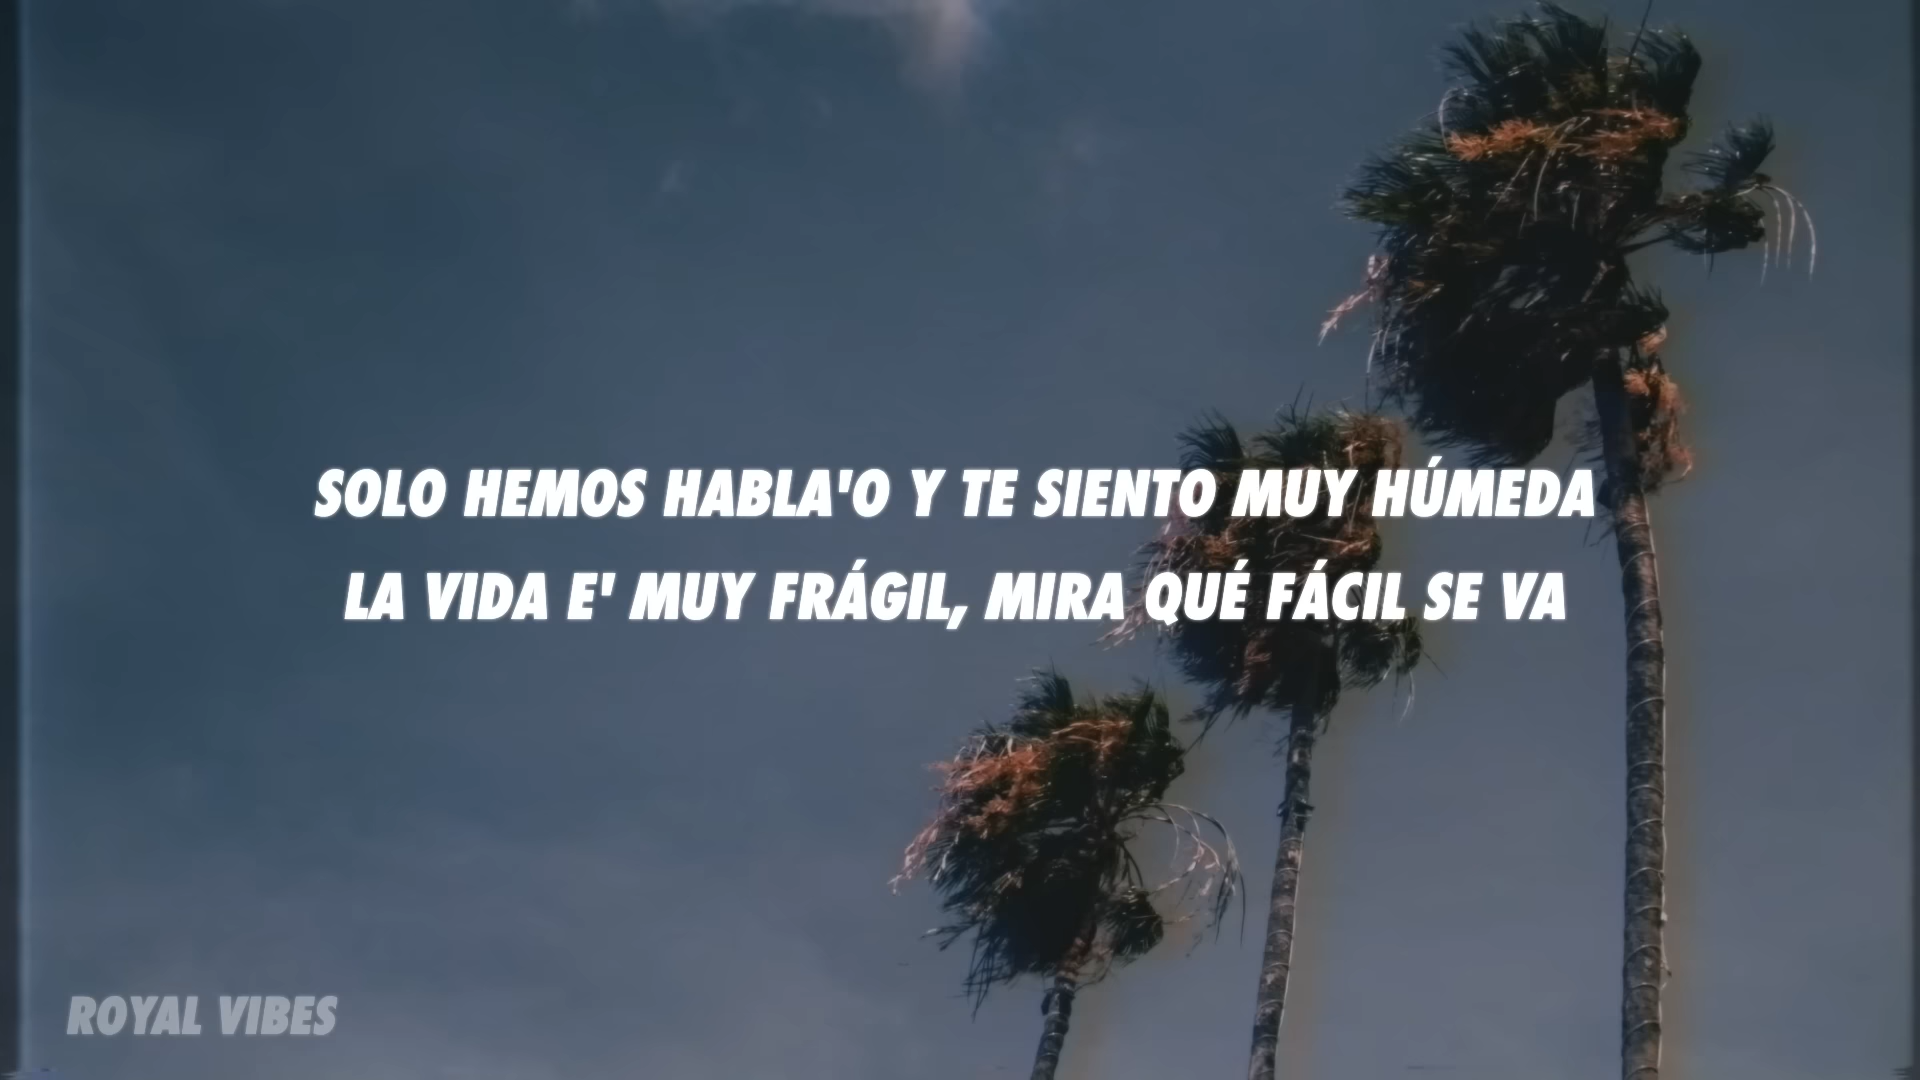 SOLO HEMOS HABLA'O Y TE SIENTO MUY HÚMEDA
LA VIDA E' MUY FRÁGIL, MIRA QUÉ FÁCIL SE VA
ROYAL VIBES